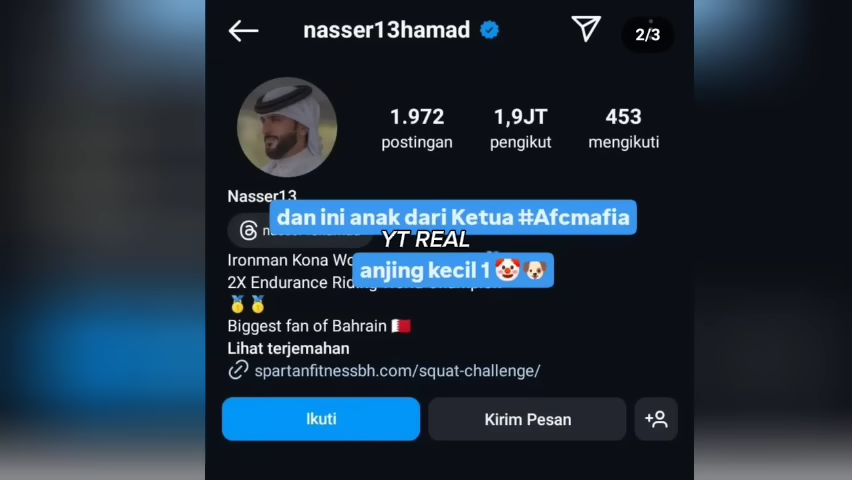 nasser13hamad
2/3
1.972
1,9JT
453
postingan
pengikut
mengikuti
Nasser13
dan ini anak dari Ketua #Afcmafia
YT REAL
Ironman Kona
anjing kecil 1🤡🐶
2X Endurance
🥇🥇
Biggest fan of Bahrain 🇧🇭
Lihat terjemahan
spartanfitnessbh.com/squat-challenge/
Ikuti
Kirim Pesan